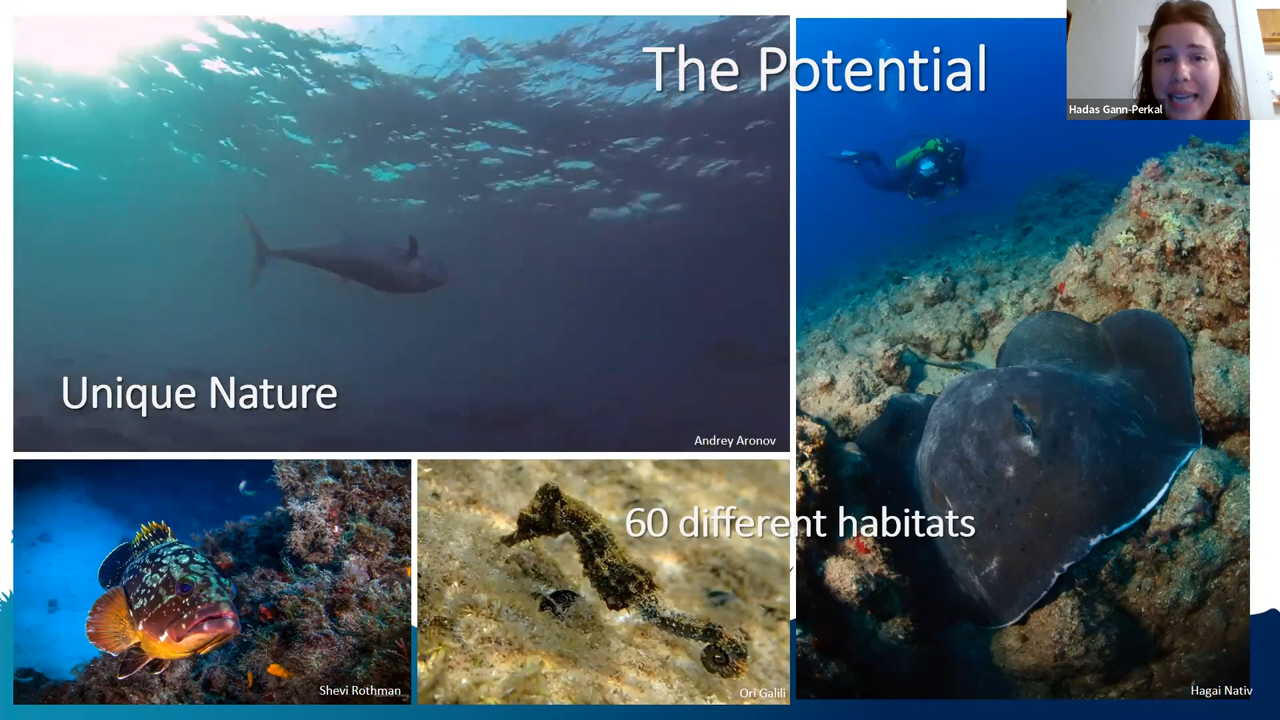 The Potential
Hadas Gann-Perkal
Unique Nature
Andrey Aronov
60 different habitats
Shevi Rothman
Ori Galili
Hagai Nativ